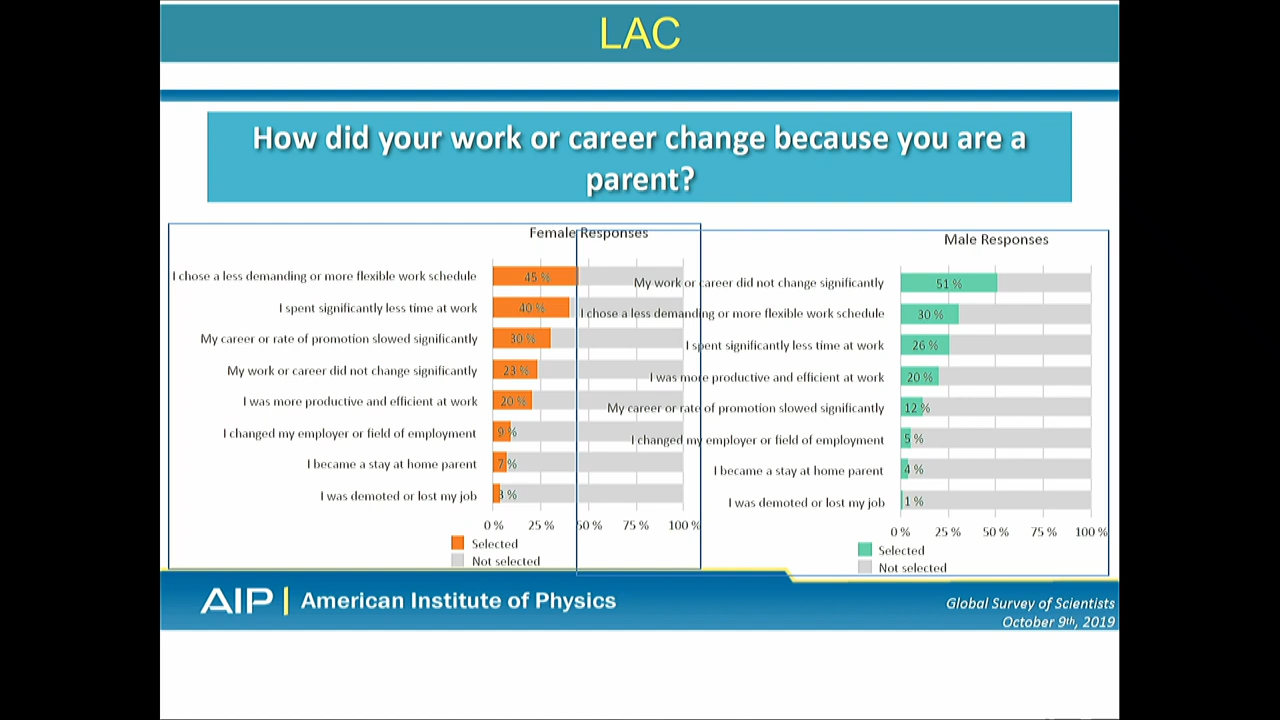 LAC
How did your work or career change because you are a
parent?
Female Responses
I chose a less demanding or more flexible work schedule 45 %
I spent significantly less time at work 40 %
My career or rate of promotion slowed significantly 30 %
My work or career did not change significantly 23 %
I was more productive and efficient at work 20 %
I changed my employer or field of employment 9 %
I became a stay at home parent 7 %
I was demoted or lost my job 3 %
0 % 25 % 50 % 75 % 100 %
Selected
Not selected
Male Responses
My work or career did not change significantly 51 %
I chose a less demanding or more flexible work schedule 30 %
I spent significantly less time at work 26 %
I was more productive and efficient at work 20 %
My career or rate of promotion slowed significantly 12 %
I changed my employer or field of employment 5 %
I became a stay at home parent 4 %
I was demoted or lost my job 1 %
0 % 25 % 50 % 75 % 100 %
Selected
Not selected
AIP | American Institute of Physics
Global Survey of Scientists
October 9th, 2019